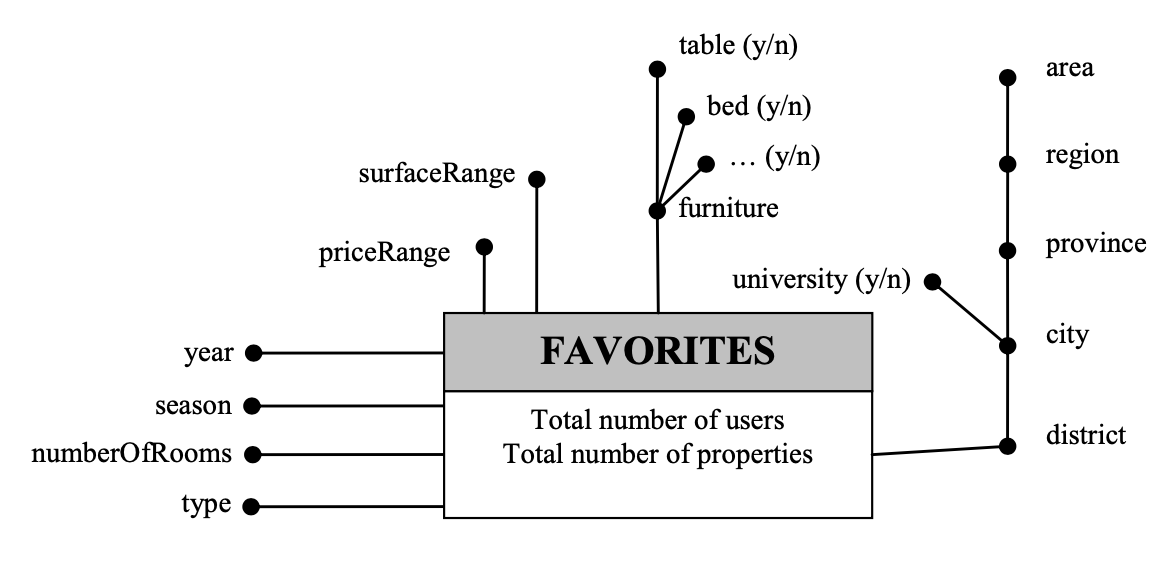 table (y/n)
area
bed (y/n)
… (y/n)
region
surfaceRange
furniture
priceRange
province
university (y/n)
city
year
FAVORITES
season
Total number of users
district
numberOfRooms
Total number of properties
type